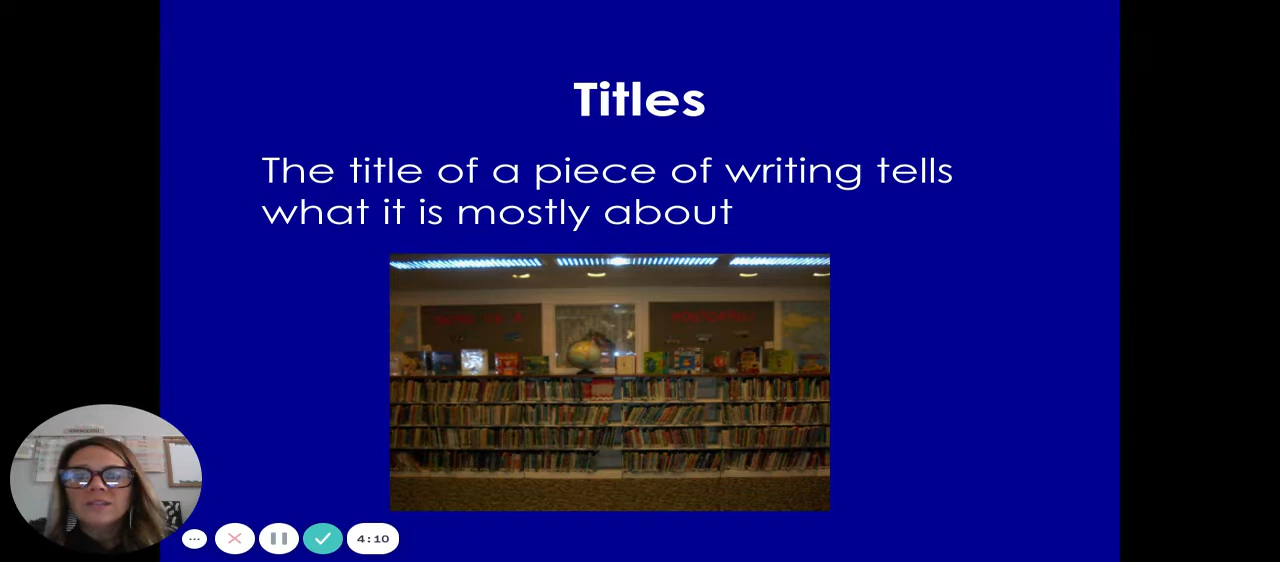 Titles
The title of a piece of writing tells
what it is mostly about
4:10